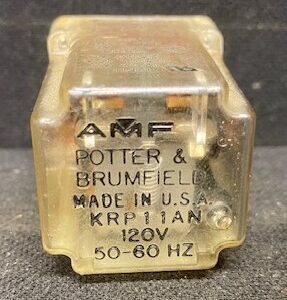 AMF
POTTER &
BRUMFIELD
MADE IN U.S.A.
KRP11AN
120V
50-60 HZ